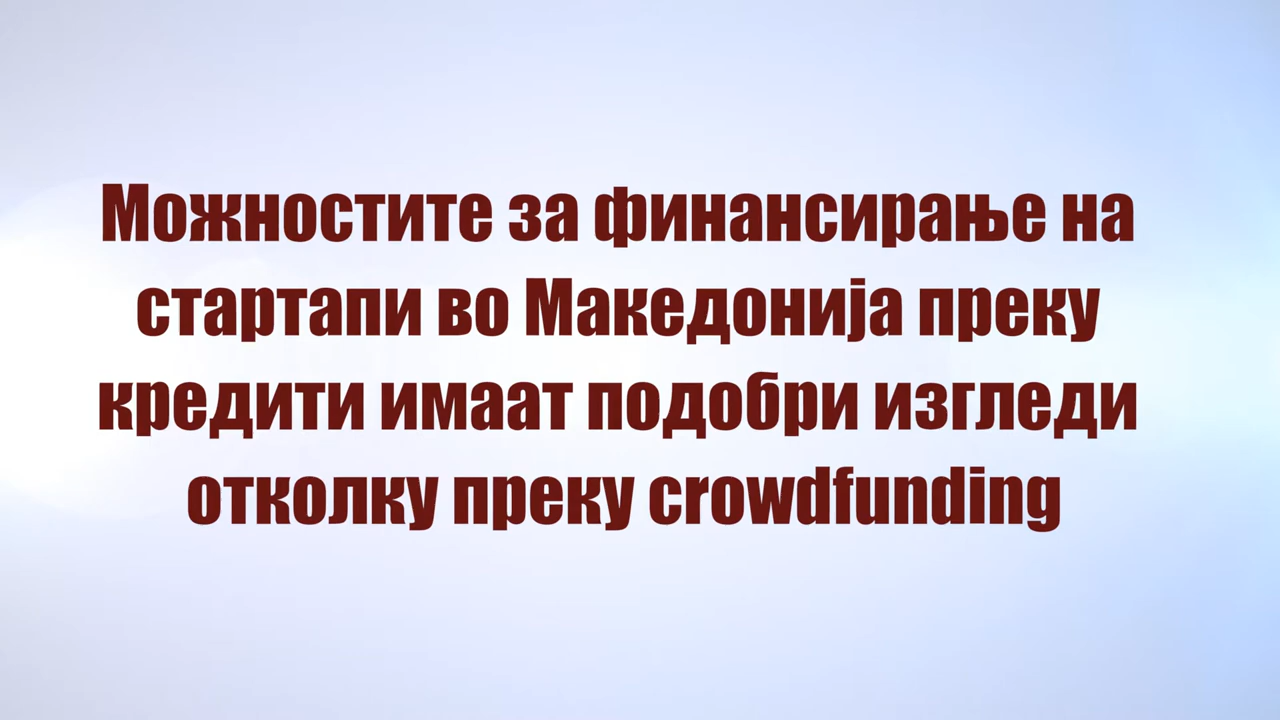 Можностите за финансирање на
стартапи во Македонија преку
кредити имаат подобри изгледи
отколку преку crowdfunding